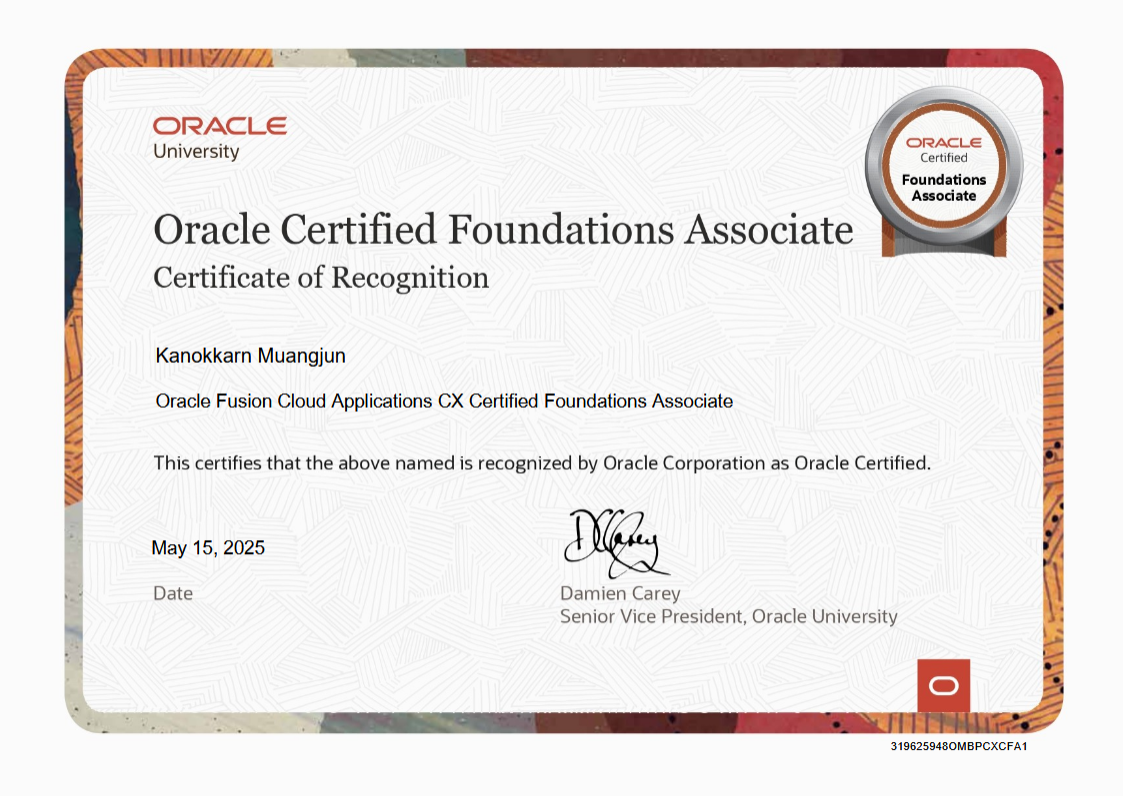 ORACLE
University
ORACLE
Certified
Foundations
Associate
Oracle Certified Foundations Associate
Certificate of Recognition
Kanokkarn Muangjun
Oracle Fusion Cloud Applications CX Certified Foundations Associate
This certifies that the above named is recognized by Oracle Corporation as Oracle Certified.
DCCarey
May 15, 2025
Date
Damien Carey
Senior Vice President, Oracle University
319625948OMBPCXCFA1